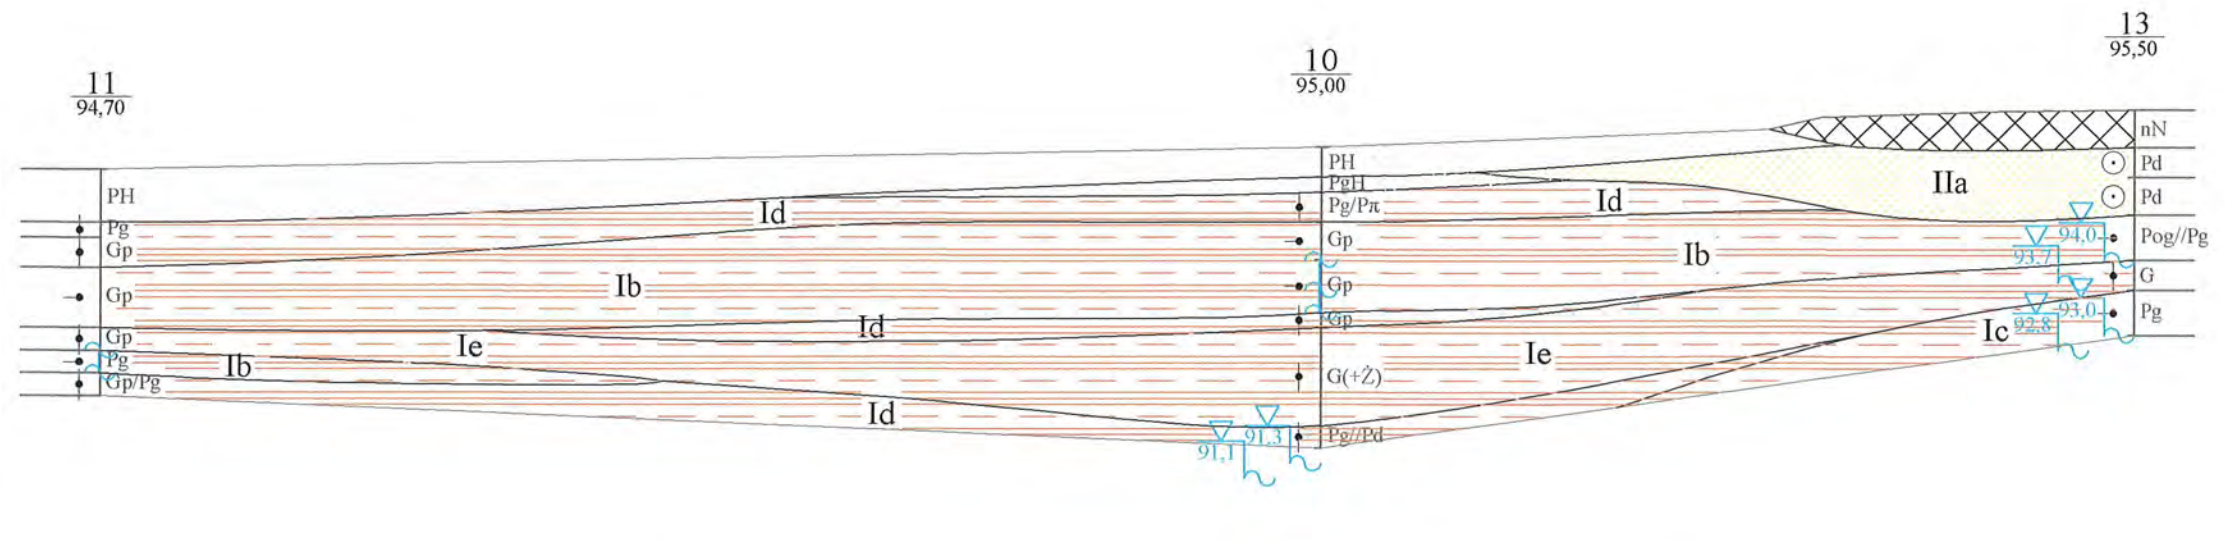 13
95,50
10
95,00
11
94,70
nN
PH
Pd
PgH
IIa
PH
Id
Id
Pg/Pπ
Pd
Pg
Gp
Gp
94,0
Pog//Pg
Ib
93,7
Gp
Ib
Gp
G
Gp
Id
Gp
93,0
Pg
92,8
Ic
Gp
Ie
Ie
Pg
Ib
Gp/Pg
G(+Ż)
Id
91,3
Pg//Pd
91,1